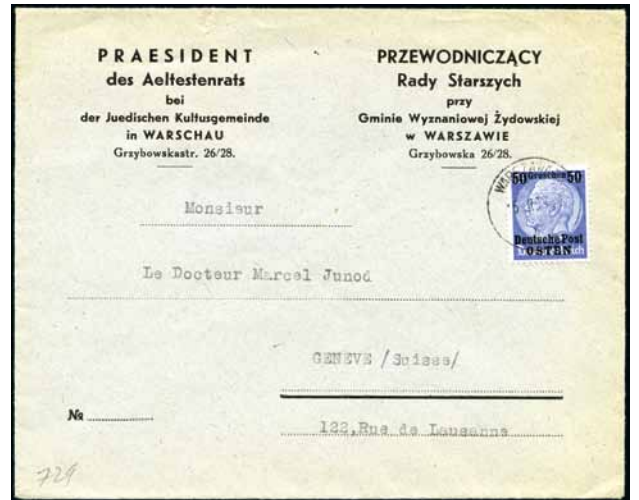 PRAESIDENT
des Aeltestenrats
bei
der Juedischen Kultusgemeinde
in WARSCHAU
Grzybowskastr. 26/28.
PRZEWODNICZĄCY
Rady Starszych
przy
Gminie Wyznaniowej Żydowskiej
w WARSZAWIE
Grzybowska 26/28.
50 Groschen 50
Deutsche Post
OSTEN
Monsieur
Le Docteur Marcel Junod
GENEVE /Suisse/
№
122,Rue de Lausanne
729